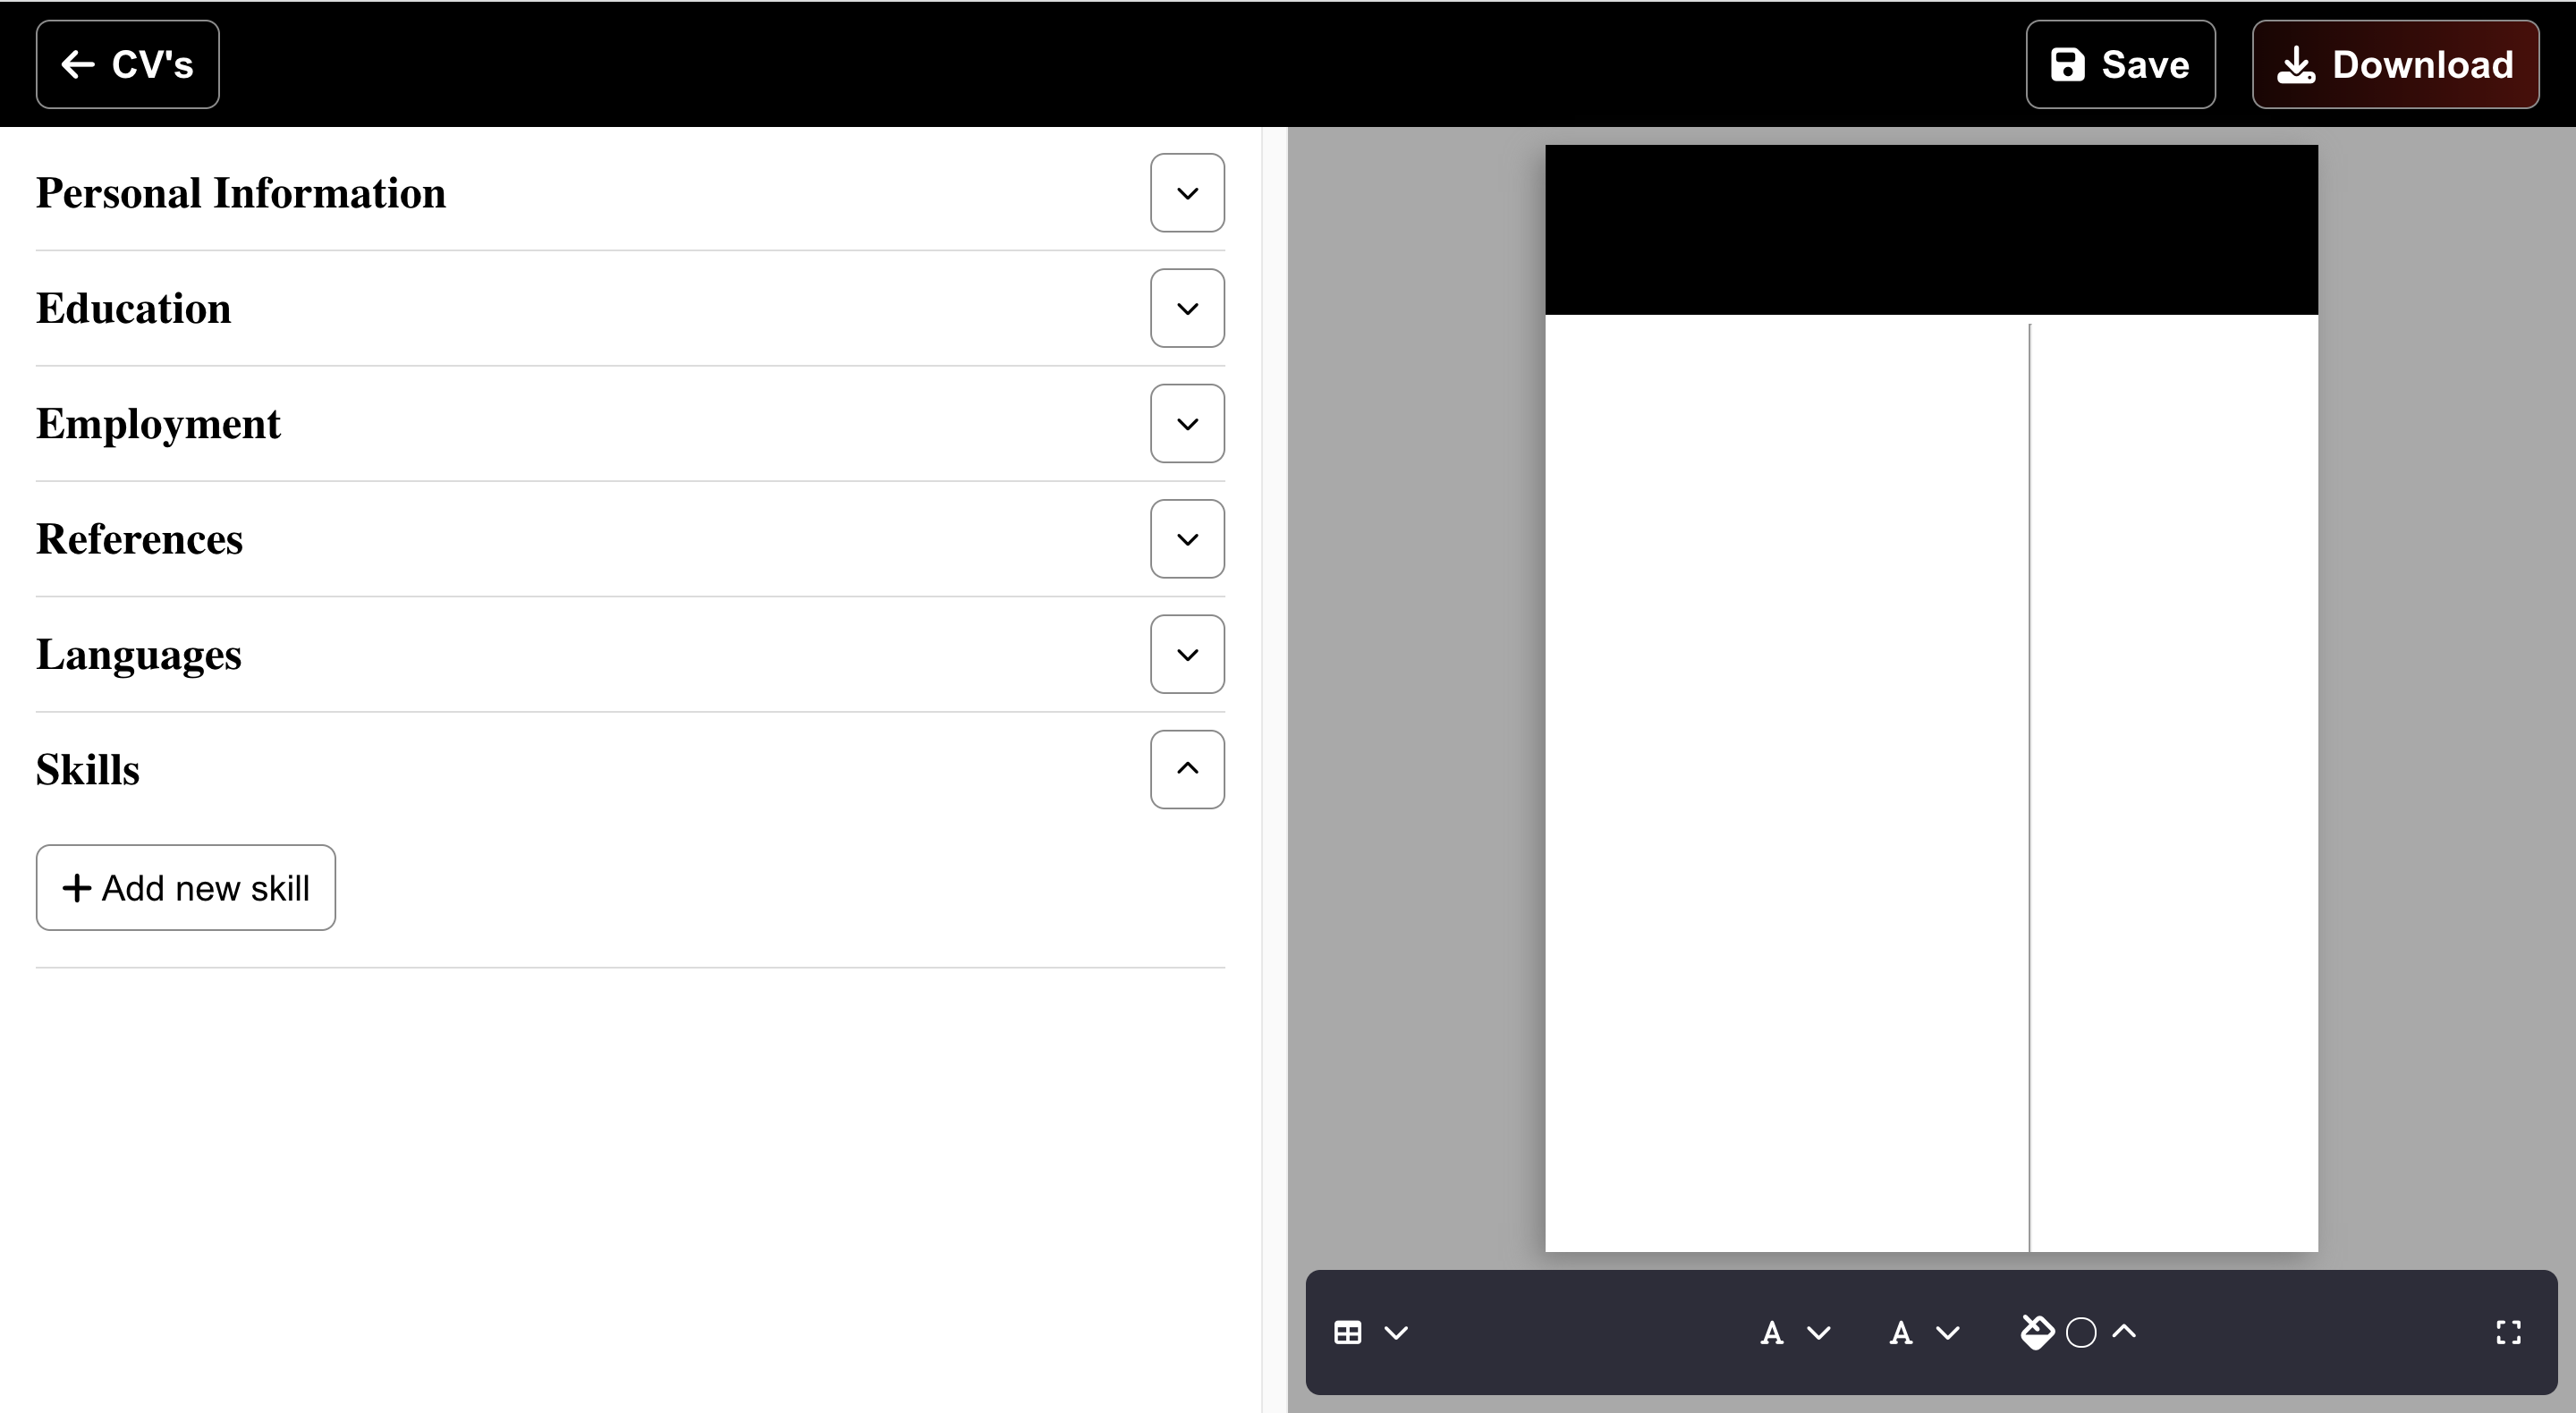 CV's
Save
Download
Personal Information
Education
Employment
References
Languages
Skills
Add new skill
A
A